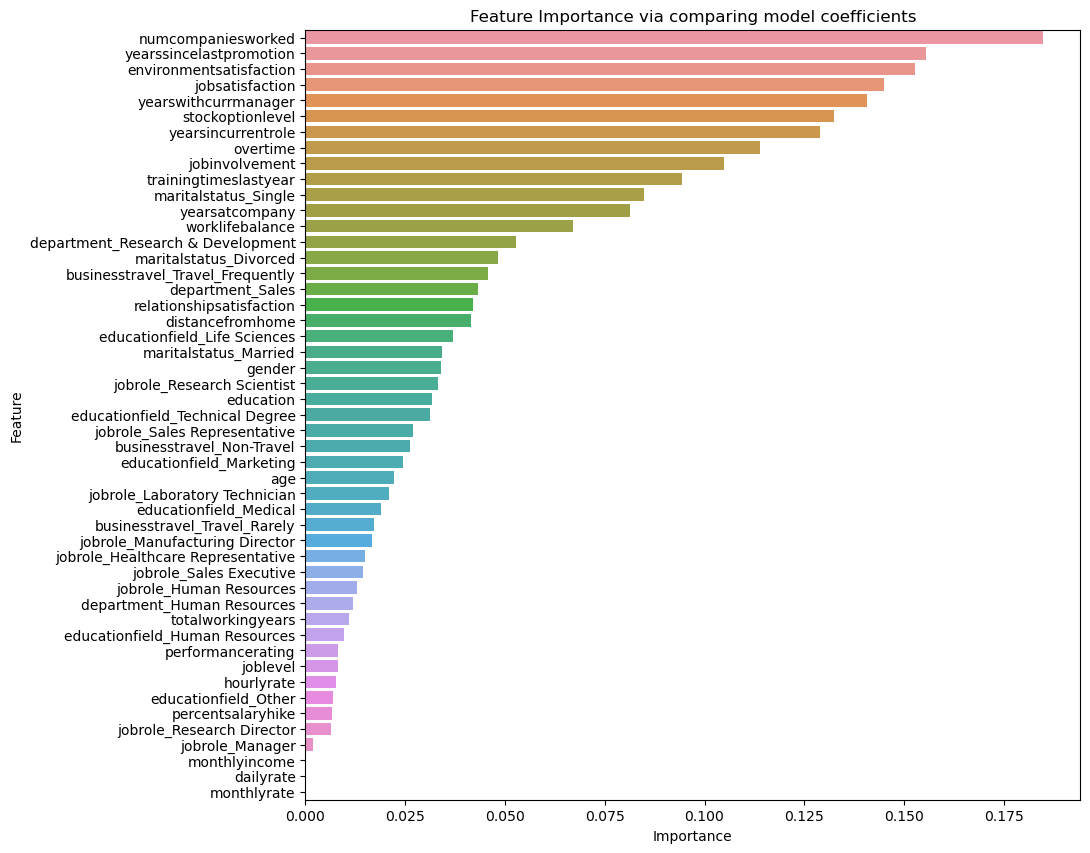 Feature Importance via comparing model coefficients
numcompaniesworked
yearssincelastpromotion
environmentsatisfaction
jobsatisfaction
yearswithcurrmanager
stockoptionlevel
yearsincurrentrole
overtime
jobinvolvement
trainingtimeslastyear
maritalstatus_Single
yearsatcompany
worklifebalance
department_Research & Development
maritalstatus_Divorced
businesstravel_Travel_Frequently
department_Sales
relationshipsatisfaction
distancefromhome
educationfield_Life Sciences
maritalstatus_Married
gender
jobrole_Research Scientist
education
educationfield_Technical Degree
jobrole_Sales Representative
businesstravel_Non-Travel
educationfield_Marketing
age
jobrole_Laboratory Technician
educationfield_Medical
businesstravel_Travel_Rarely
jobrole_Manufacturing Director
jobrole_Healthcare Representative
jobrole_Sales Executive
jobrole_Human Resources
department_Human Resources
totalworkingyears
educationfield_Human Resources
performancerating
joblevel
hourlyrate
educationfield_Other
percentsalaryhike
jobrole_Research Director
jobrole_Manager
monthlyincome
dailyrate
monthlyrate
Feature
0.000 0.025 0.050 0.075 0.100 0.125 0.150 0.175
Importance